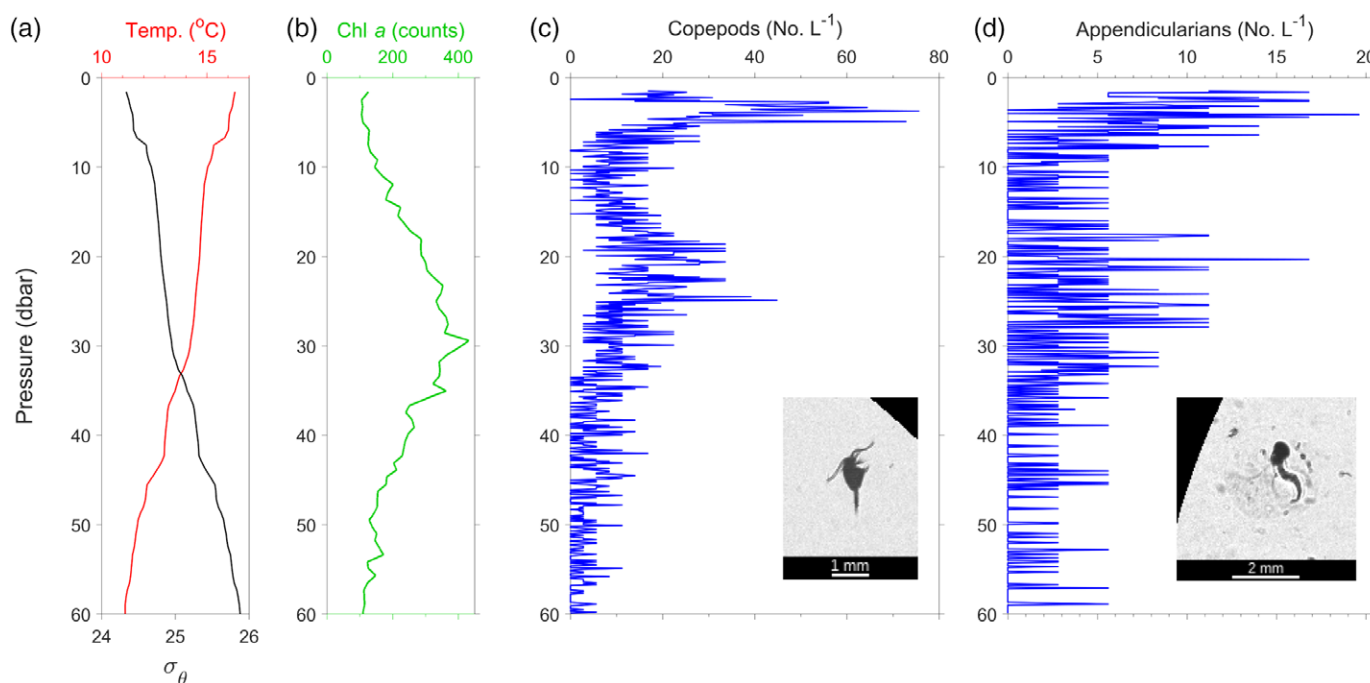 (a)
Temp. (°C)
10 15
0
10
20
30
40
50
60
Pressure (dbar)
24 25 26
σθ
(b)
Chl a (counts)
0 200 400
0
10
20
30
40
50
60
(c)
Copepods (No. L⁻¹)
0 20 40 60 80
0
10
20
30
40
50
60
1 mm
(d)
Appendicularians (No. L⁻¹)
0 5 10 15 20
0
10
20
30
40
50
60
2 mm